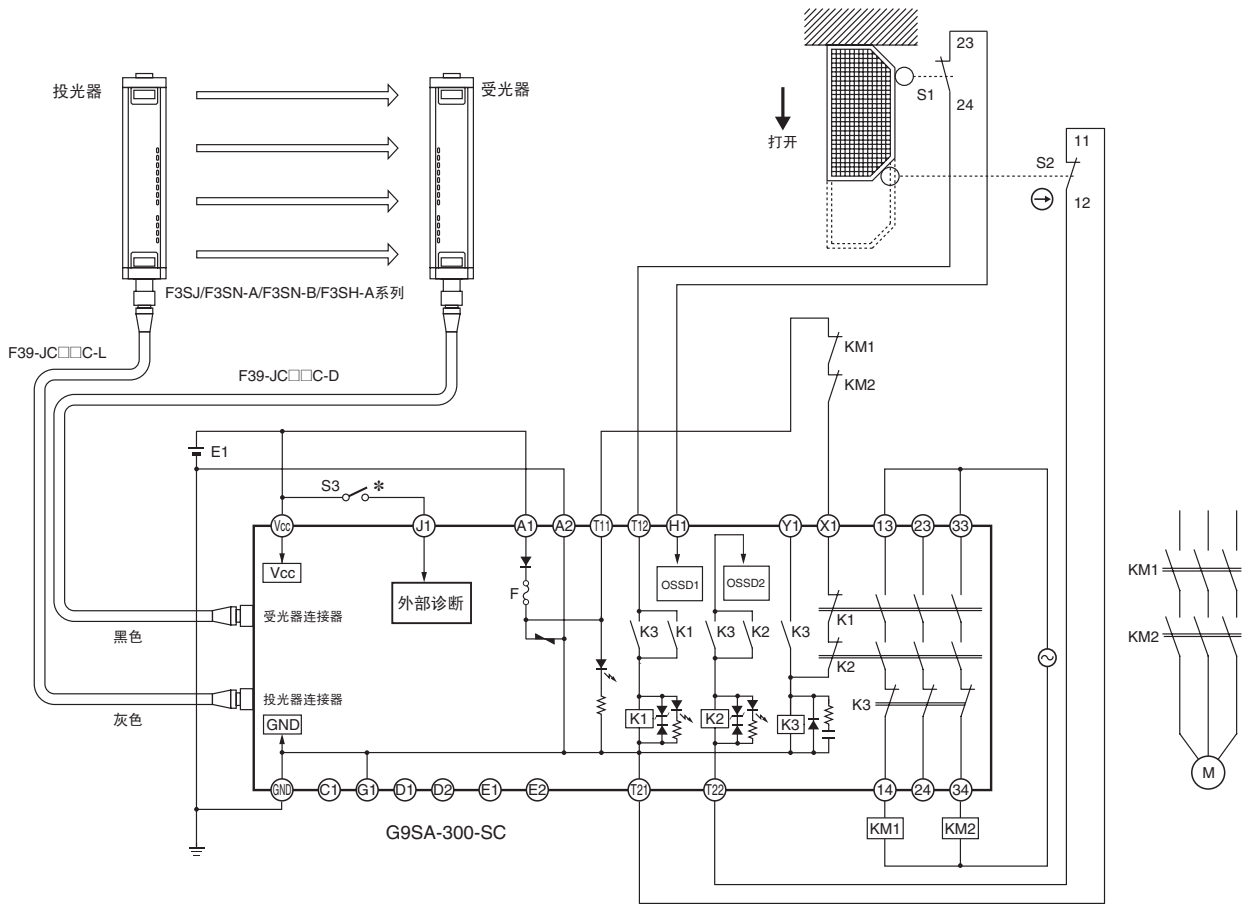 投光器
受光器
打开
S1
23
24
S2
11
12
F3SJ/F3SN-A/F3SN-B/F3SH-A系列
F39-JC□□C-L
F39-JC□□C-D
KM1
KM2
E1
S3 *
Vcc
J1
A1
A2
T11
T12
H1
Y1
X1
13
23
33
Vcc
外部诊断
F
OSSD1
OSSD2
受光器连接器
黑色
K3
K1
K3
K2
K3
K1
K2
投光器连接器
灰色
K3
GND
K1
K2
K3
KM1
KM2
M
GND
C1
G1
D1
D2
E1
E2
T21
T22
14
24
34
KM1
KM2
G9SA-300-SC